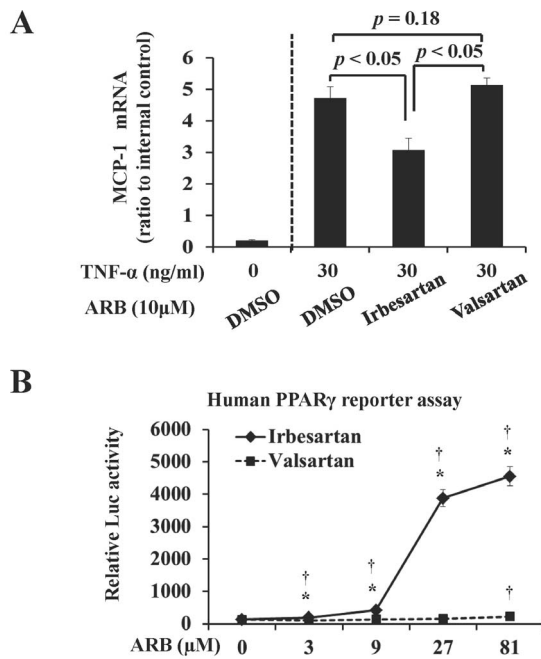 A
p = 0.18
p < 0.05 p < 0.05
MCP-1 mRNA
(ratio to internal control)
6
5
4
3
2
1
0
TNF-α (ng/ml) 0 30 30 30
ARB (10μM) DMSO DMSO Irbesartan Valsartan
B
Human PPARγ reporter assay
Relative Luc activity
6000
5000
4000
3000
2000
1000
0
Irbesartan
Valsartan
† † † † †
* * * *
ARB (μM) 0 3 9 27 81